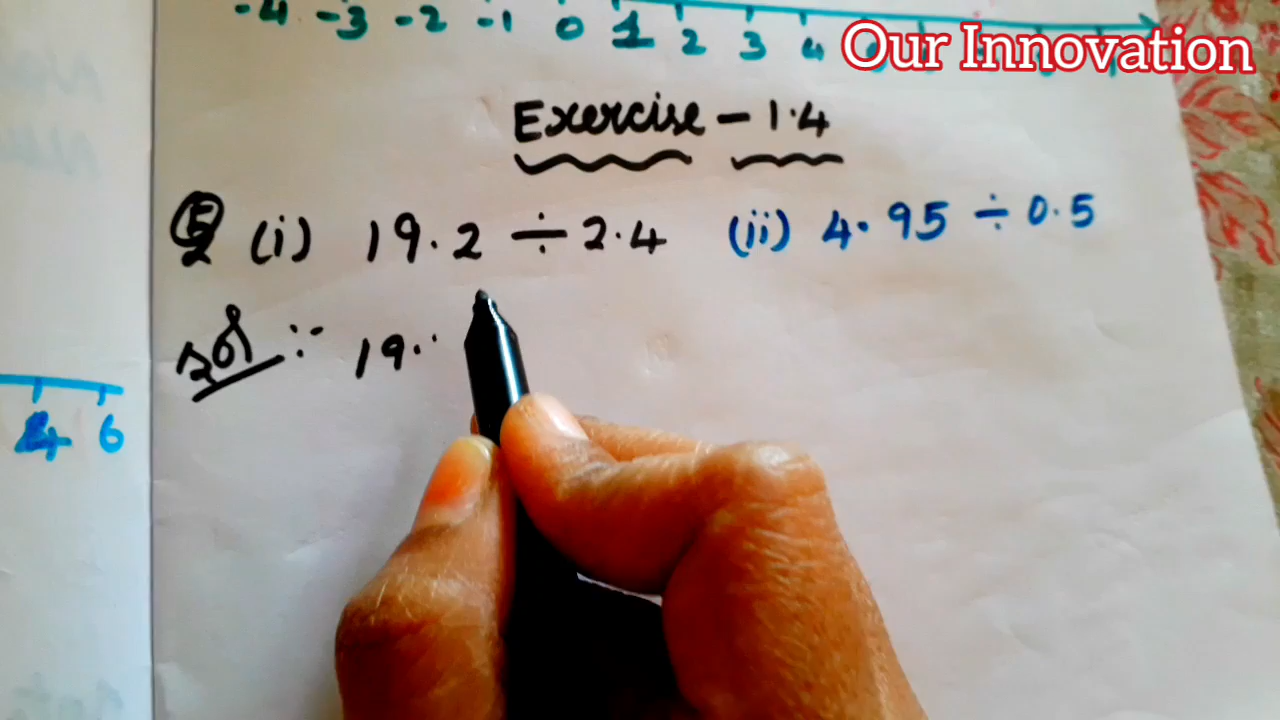 -4 -3 -2 -1 0 1 2 3 4
Our Innovation
Exercise - 1.4
(i) 19.2 ÷ 2.4 (ii) 4.95 ÷ 0.5
Sol :- 19.
4 6